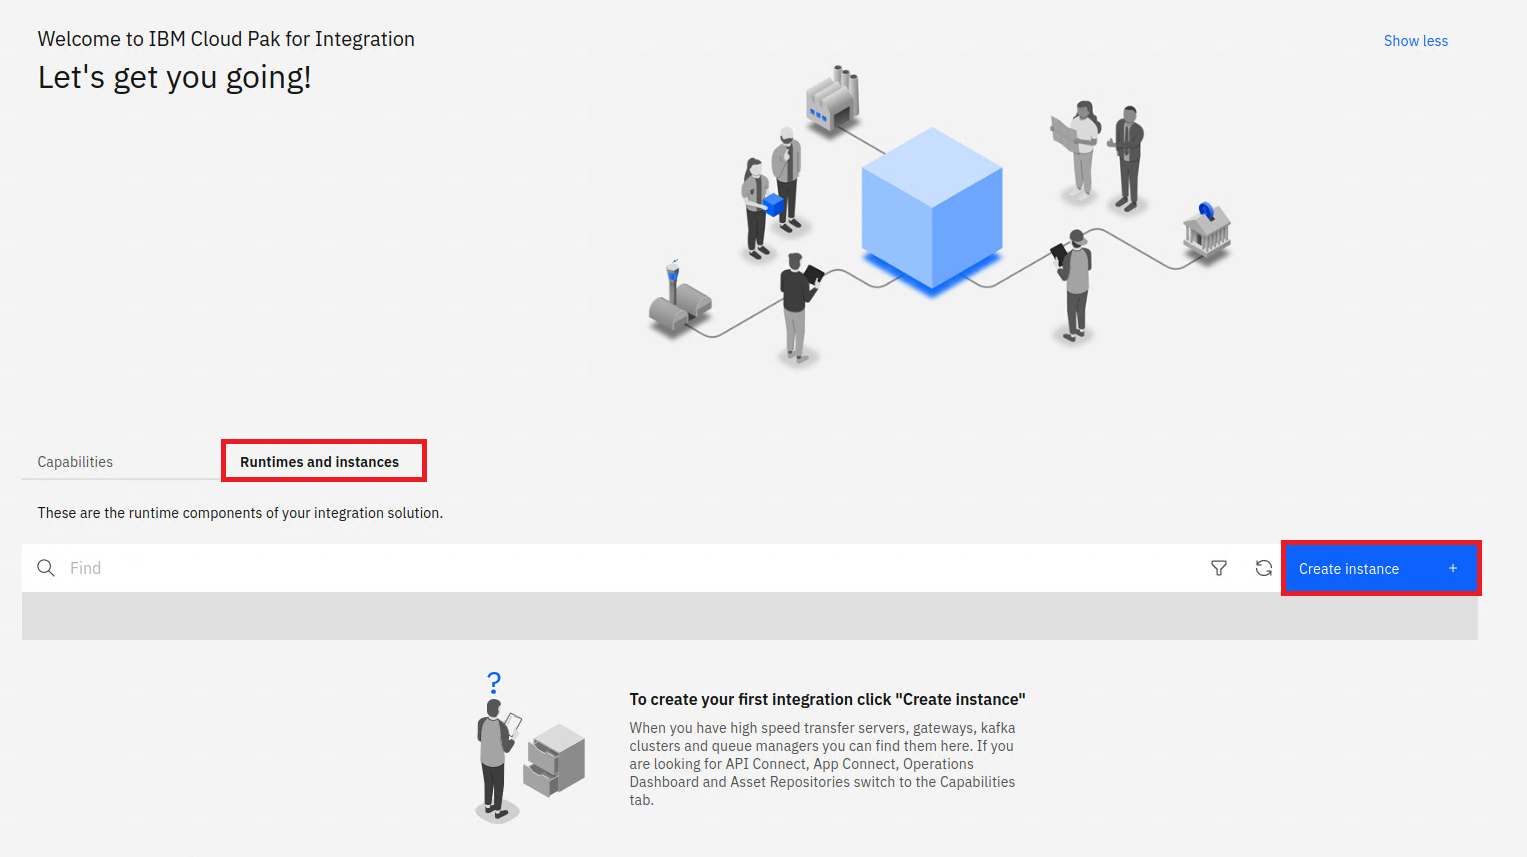 Welcome to IBM Cloud Pak for Integration
Show less
Let's get you going!
Capabilities
Runtimes and instances
These are the runtime components of your integration solution.
Find
Create instance +
?
To create your first integration click "Create instance"
When you have high speed transfer servers, gateways, kafka
clusters and queue managers you can find them here. If you
are looking for API Connect, App Connect, Operations
Dashboard and Asset Repositories switch to the Capabilities
tab.